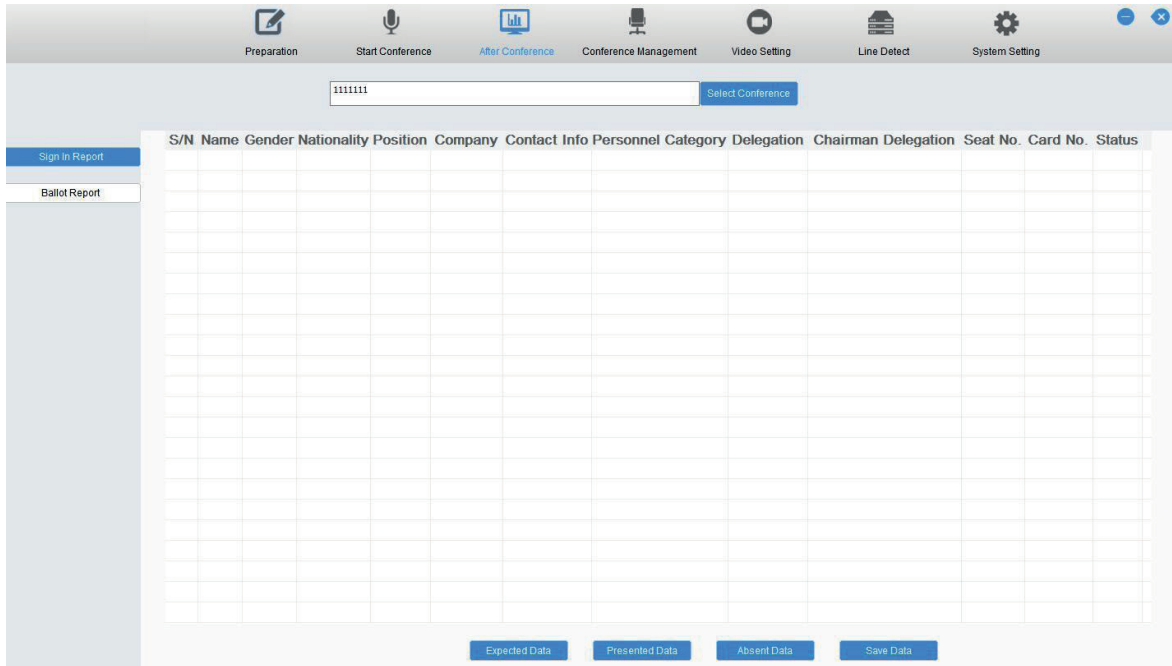 Preparation Start Conference After Conference Conference Management Video Setting Line Detect System Setting
1111111 Select Conference
S/N Name Gender Nationality Position Company Contact Info Personnel Category Delegation Chairman Delegation Seat No. Card No. Status
Sign In Report
Ballot Report
Expected Data Presented Data Absent Data Save Data